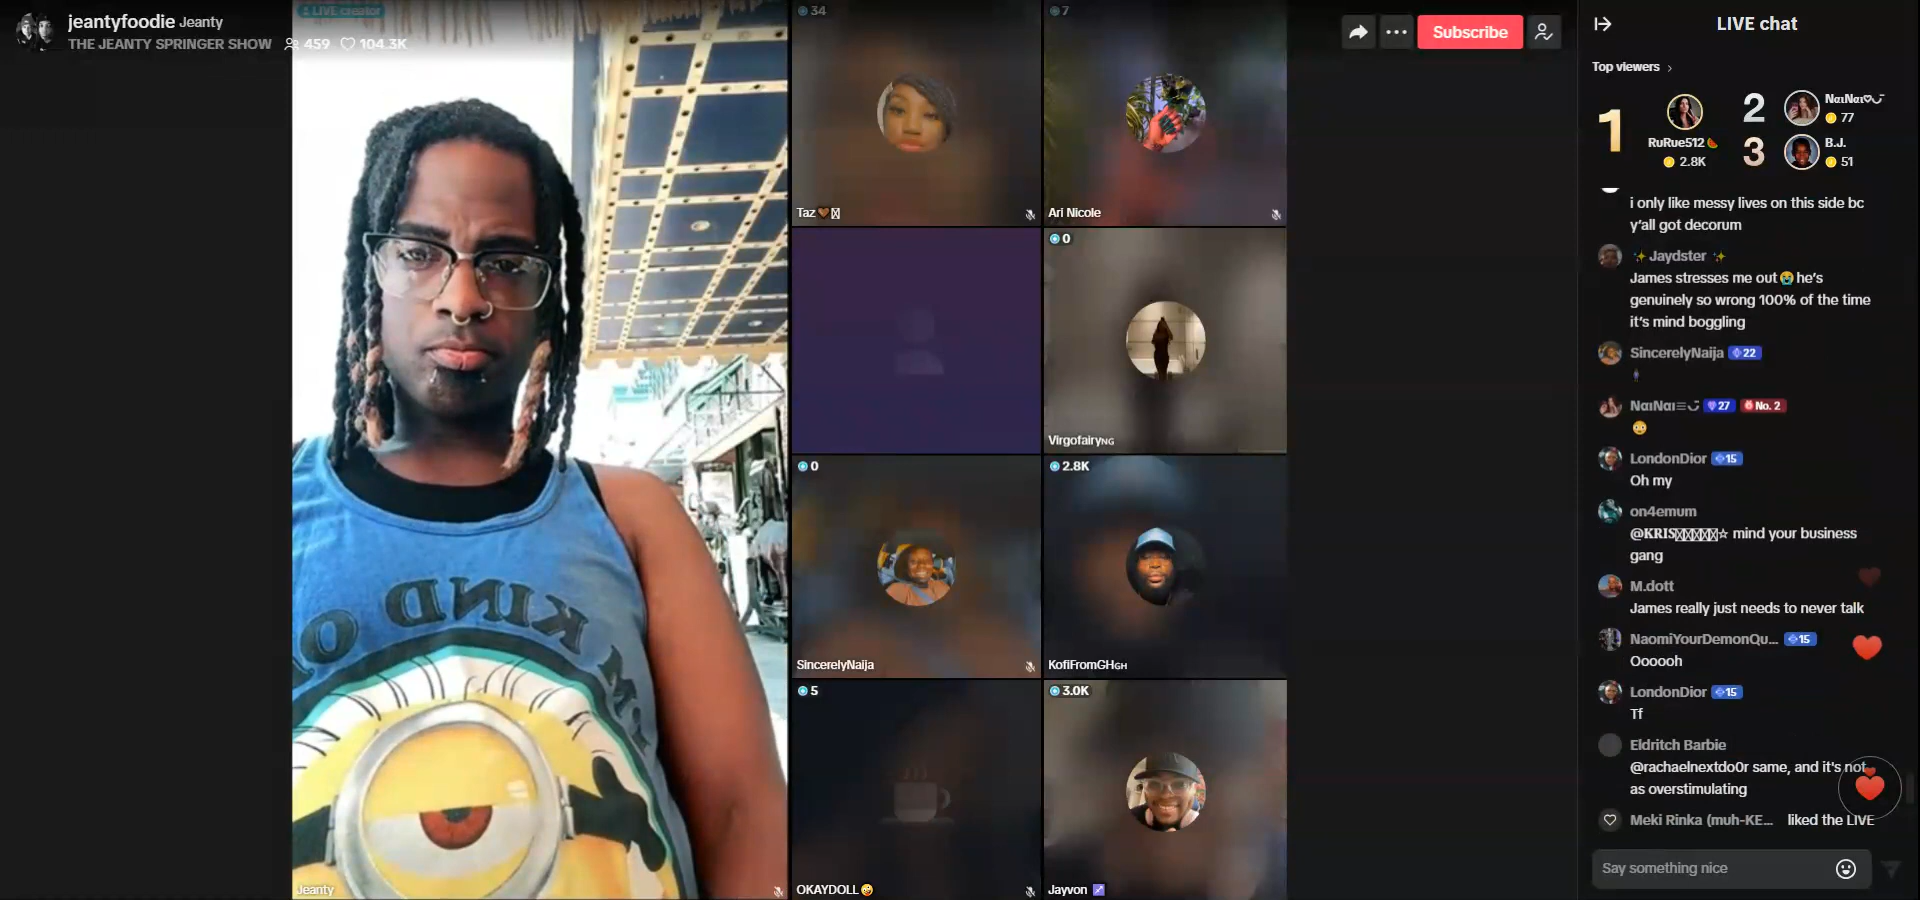 jeantyfoodie Jeanty
THE JEANTY SPRINGER SHOW 459 104.3K
LIVE creator
Jeanty
34
Taz
7
Ari Nicole
0
VirgofairyNG
0
SincerelyNaija
2.8K
KofiFromGHGH
5
OKAYDOLL
3.0K
Jayvon
Subscribe
LIVE chat
Top viewers
1
RuRue512
2.8K
2
NαιNαι
77
3
B.J.
51
i only like messy lives on this side bc
y'all got decorum
Jaydster
James stresses me out😭he's
genuinely so wrong 100% of the time
it's mind boggling
SincerelyNaija 22
NαιNαι 27 No. 2
😳
LondonDior 15
Oh my
on4emum
@KRIS mind your business
gang
M.dott
James really just needs to never talk
NaomiYourDemonQu... 15
Oooooh
LondonDior 15
Tf
Eldritch Barbie
@rachaelnextdo0r same, and it's not
as overstimulating
Meki Rinka (muh-KE... liked the LIVE
Say something nice